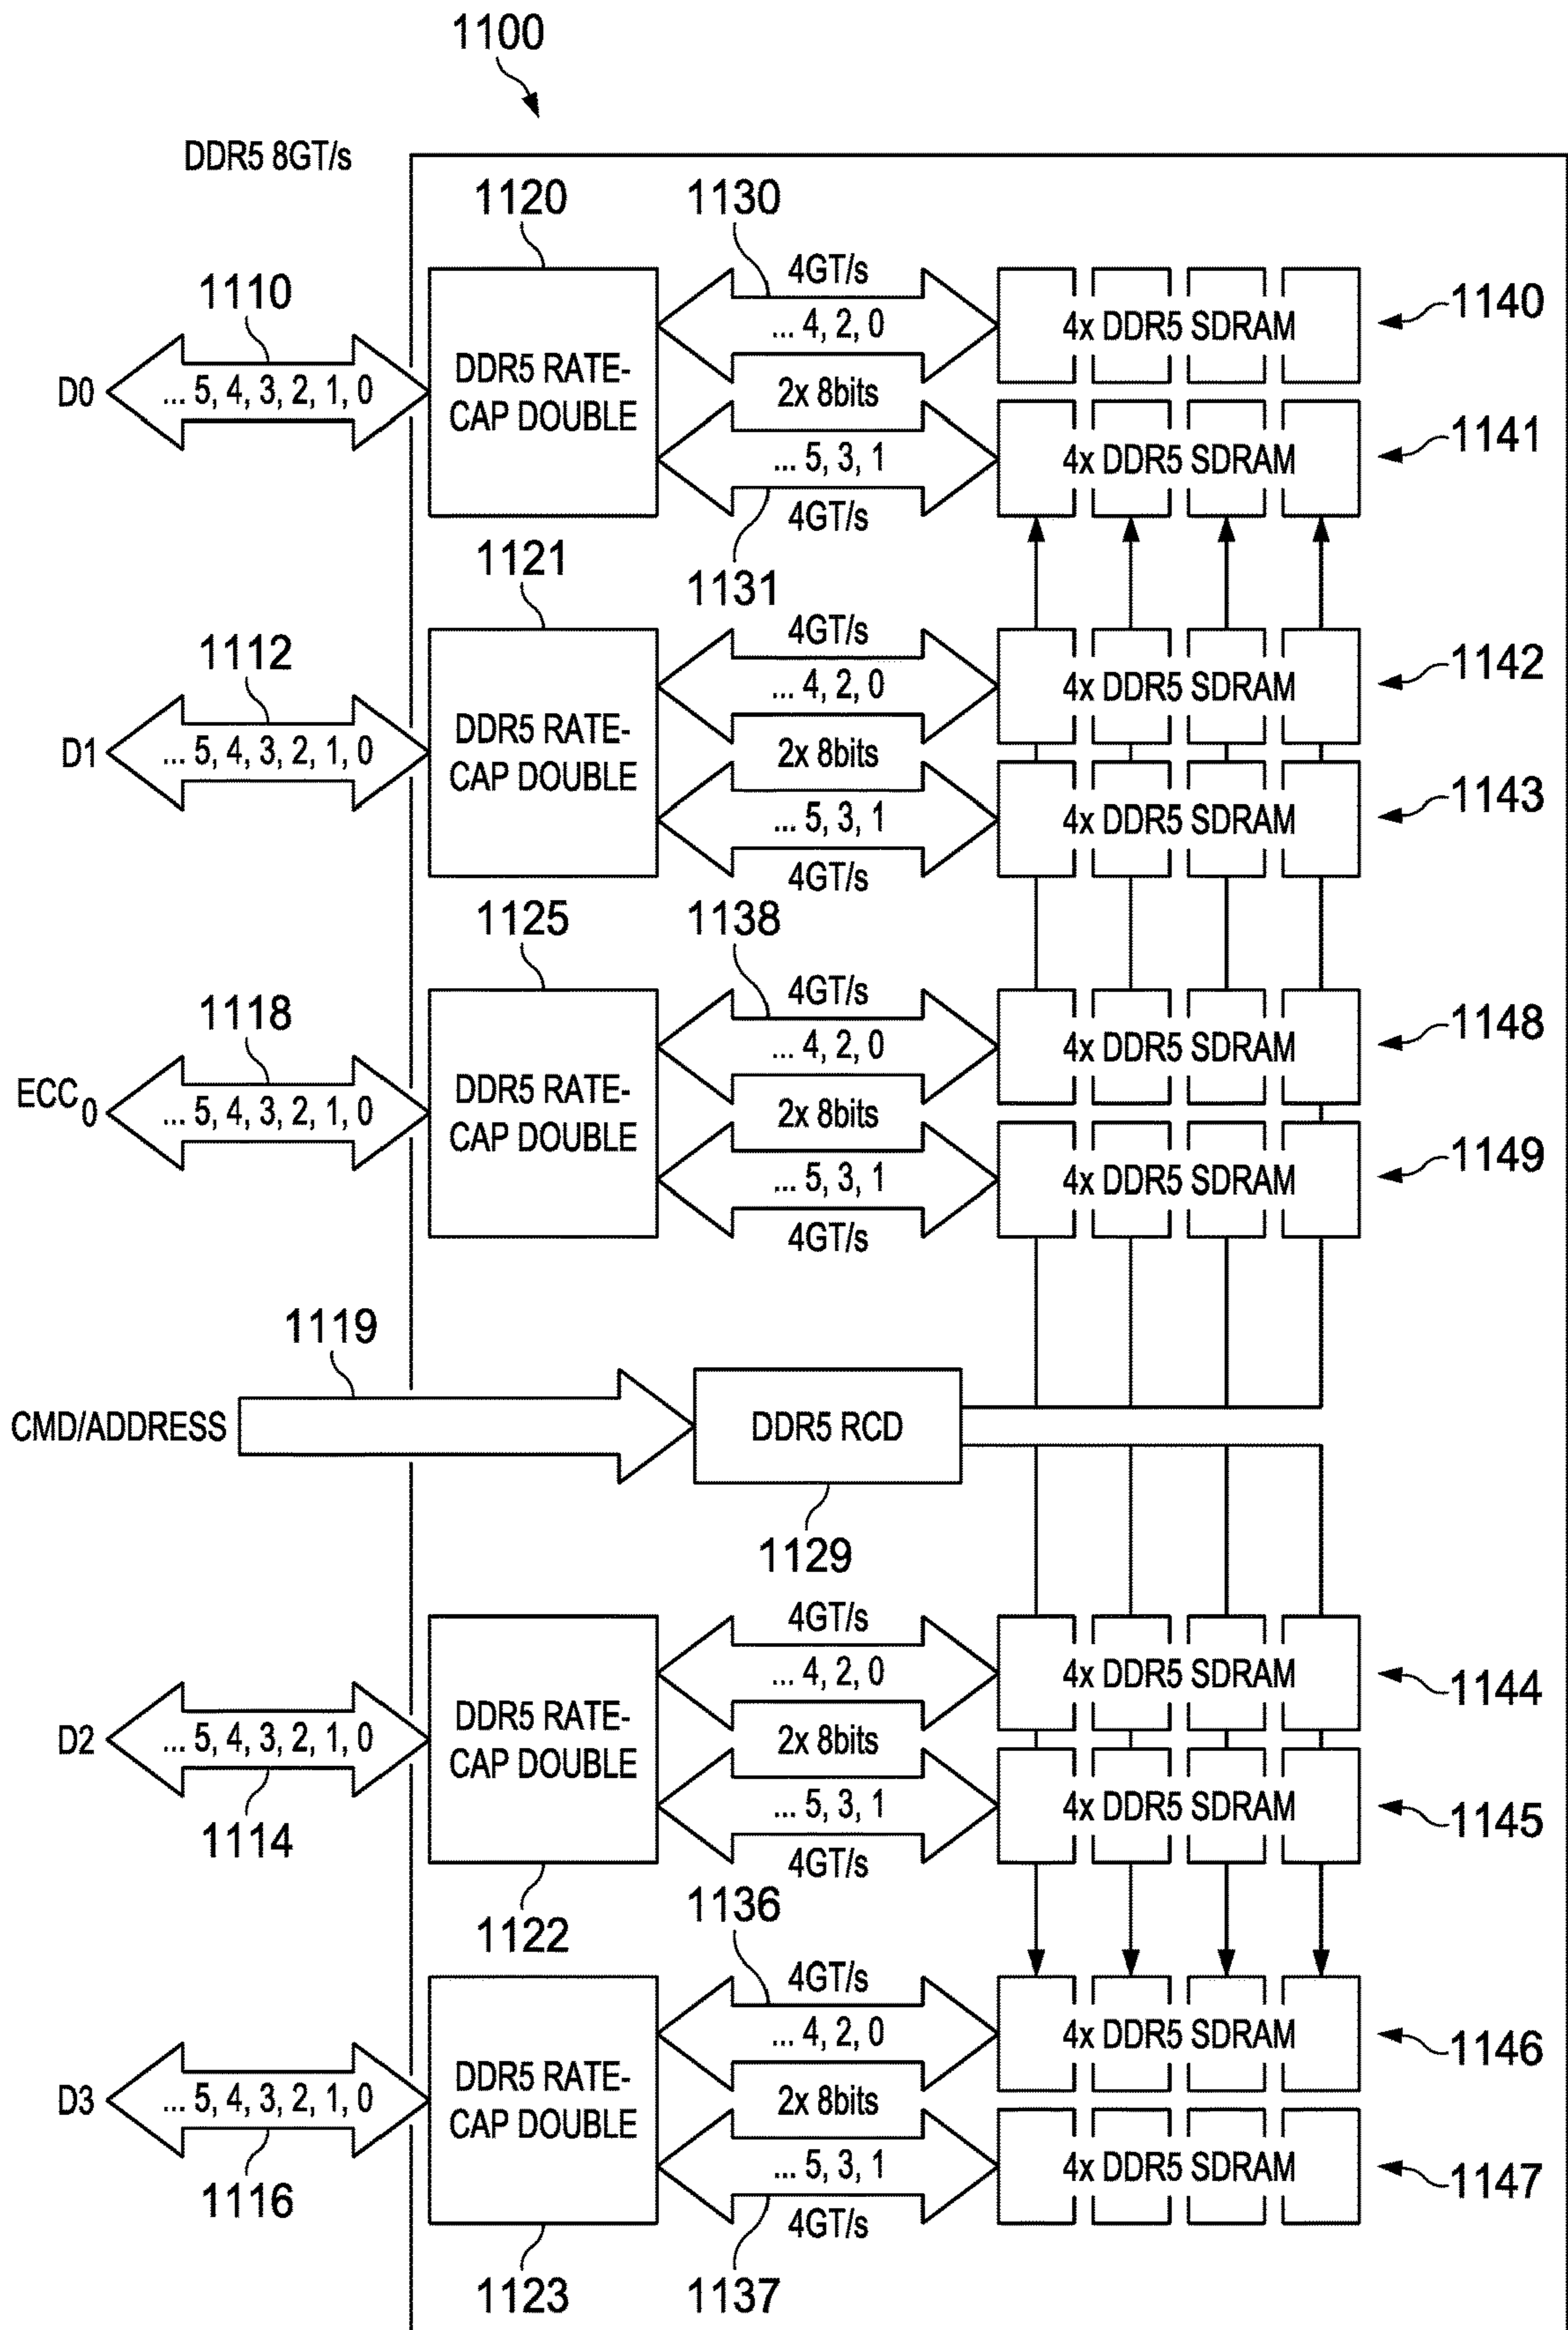 1100
DDR5 8GT/s
1120
1130
1110
4GT/s
D0
... 5, 4, 3, 2, 1, 0
DDR5 RATE-
CAP DOUBLE
... 4, 2, 0
4x DDR5 SDRAM
1140
2x 8bits
... 5, 3, 1
4x DDR5 SDRAM
1141
4GT/s
1131
1121
1112
4GT/s
D1
... 5, 4, 3, 2, 1, 0
DDR5 RATE-
CAP DOUBLE
... 4, 2, 0
4x DDR5 SDRAM
1142
2x 8bits
... 5, 3, 1
4x DDR5 SDRAM
1143
4GT/s
1125
1138
1118
4GT/s
ECC0
... 5, 4, 3, 2, 1, 0
DDR5 RATE-
CAP DOUBLE
... 4, 2, 0
4x DDR5 SDRAM
1148
2x 8bits
... 5, 3, 1
4x DDR5 SDRAM
1149
4GT/s
1119
CMD/ADDRESS
DDR5 RCD
1129
4GT/s
D2
... 5, 4, 3, 2, 1, 0
1114
DDR5 RATE-
CAP DOUBLE
... 4, 2, 0
4x DDR5 SDRAM
1144
2x 8bits
... 5, 3, 1
4x DDR5 SDRAM
1145
4GT/s
1122
1136
4GT/s
D3
... 5, 4, 3, 2, 1, 0
1116
DDR5 RATE-
CAP DOUBLE
... 4, 2, 0
4x DDR5 SDRAM
1146
2x 8bits
... 5, 3, 1
4x DDR5 SDRAM
1147
4GT/s
1123
1137